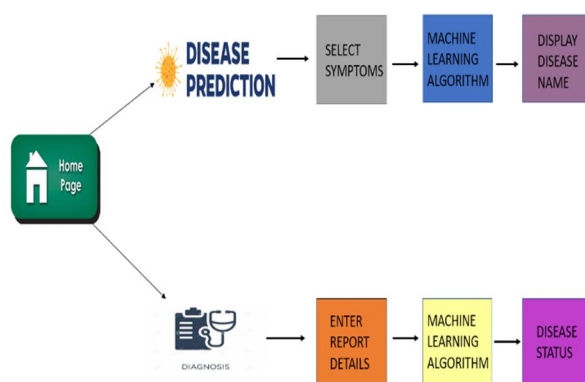 DISEASE
PREDICTION
SELECT
SYMPTOMS
MACHINE
LEARNING
ALGORITHM
DISPLAY
DISEASE
NAME
Home
Page
DIAGNOSIS
ENTER
REPORT
DETAILS
MACHINE
LEARNING
ALGORITHM
DISEASE
STATUS